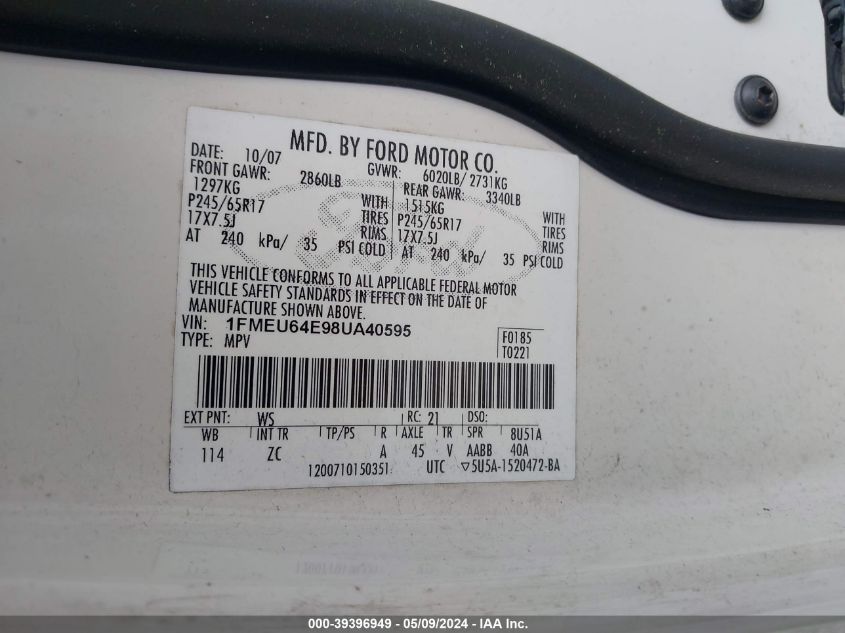 MFD. BY FORD MOTOR CO.
DATE: 10/07 GVWR: 6020LB/ 2731KG
FRONT GAWR: 2860LB REAR GAWR: 3340LB
1297KG WITH 1515KG WITH
P245/65R17 TIRES P245/65R17 TIRES
17X7.5J RIMS 17X7.5J RIMS
AT 240 kPa/ 35 PSI COLD AT 240 kPa/ 35 PSI COLD
THIS VEHICLE CONFORMS TO ALL APPLICABLE FEDERAL MOTOR
VEHICLE SAFETY STANDARDS IN EFFECT ON THE DATE OF
MANUFACTURE SHOWN ABOVE.
VIN: 1FMEU64E98UA40595 F0185
TYPE: MPV T0221
EXT PNT: WS RC: 21 DSO:
WB INT TR TP/PS R AXLE TR SPR 8U51A
114 ZC A 45 V AABB 40A
1200710150351 UTC ▽5U5A-1520472-BA
000-39396949 - 05/09/2024 - IAA Inc.